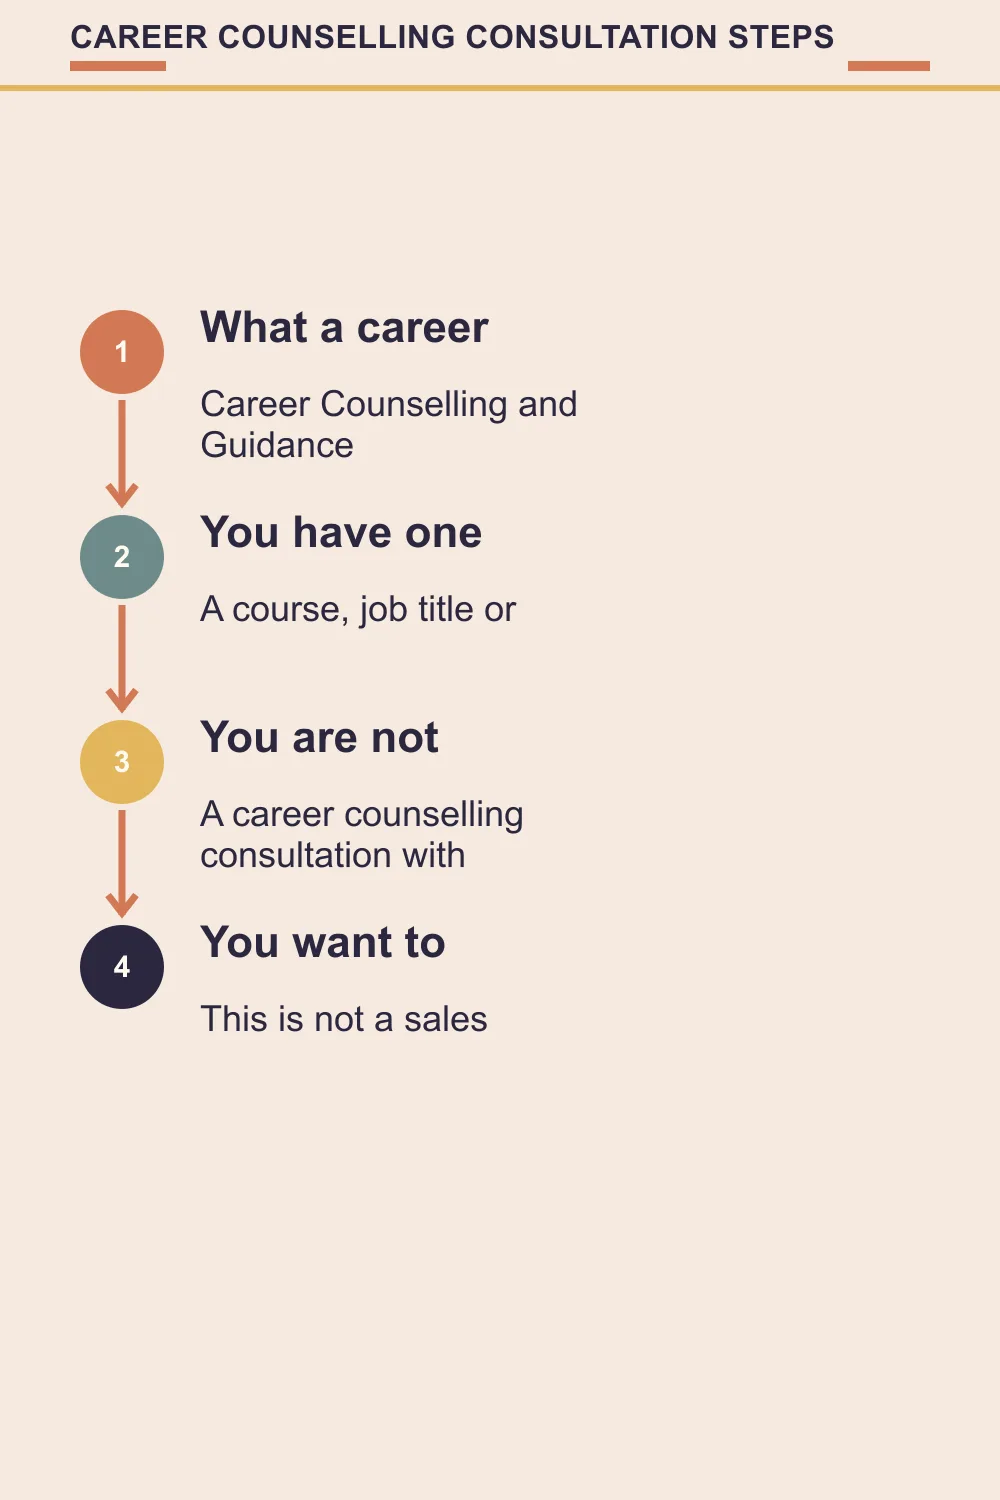 CAREER COUNSELLING CONSULTATION STEPS
1
What a career
Career Counselling and
Guidance
2
You have one
A course, job title or
3
You are not
A career counselling
consultation with
4
You want to
This is not a sales